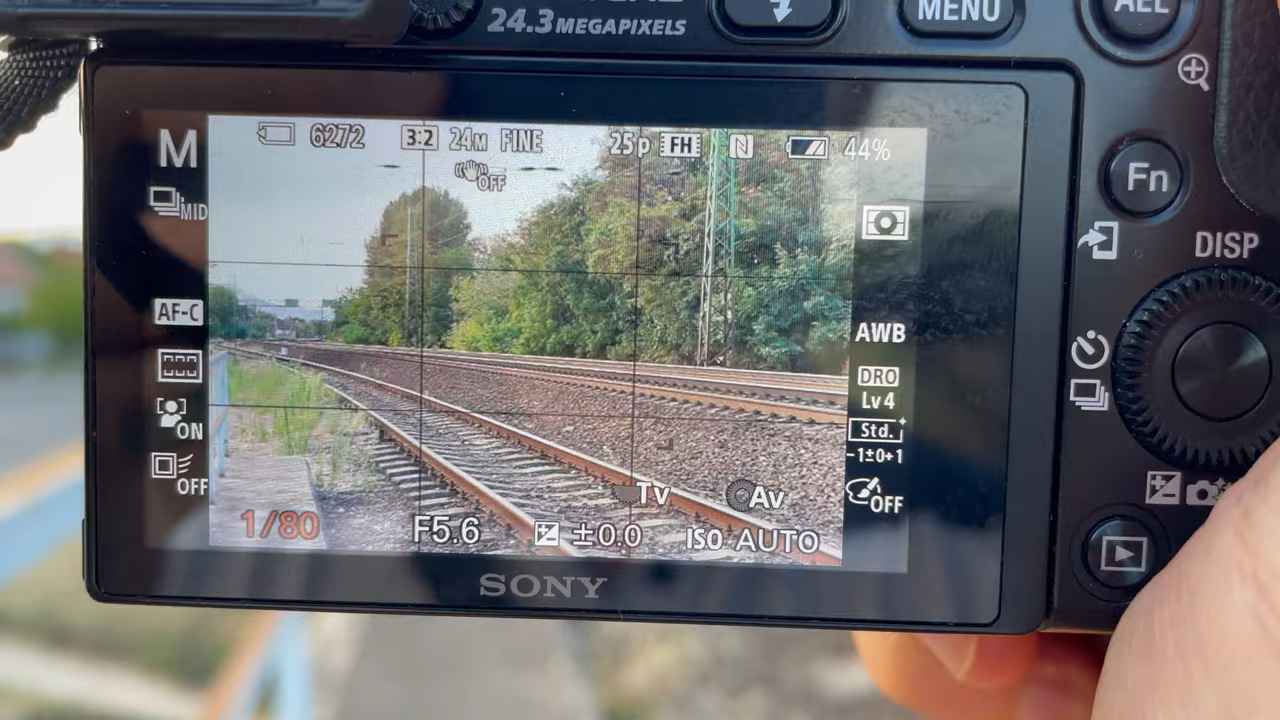 24.3 MEGAPIXELS
MENU
AEL
M
6272
3:2
24M
FINE
25p
FH
N
44%
OFF
MID
Fn
DISP
AF-C
AWB
DRO
Lv4
Std.
-1±0+1
ON
OFF
OFF
Tv
Av
1/80
F5.6
±0.0
ISO AUTO
SONY